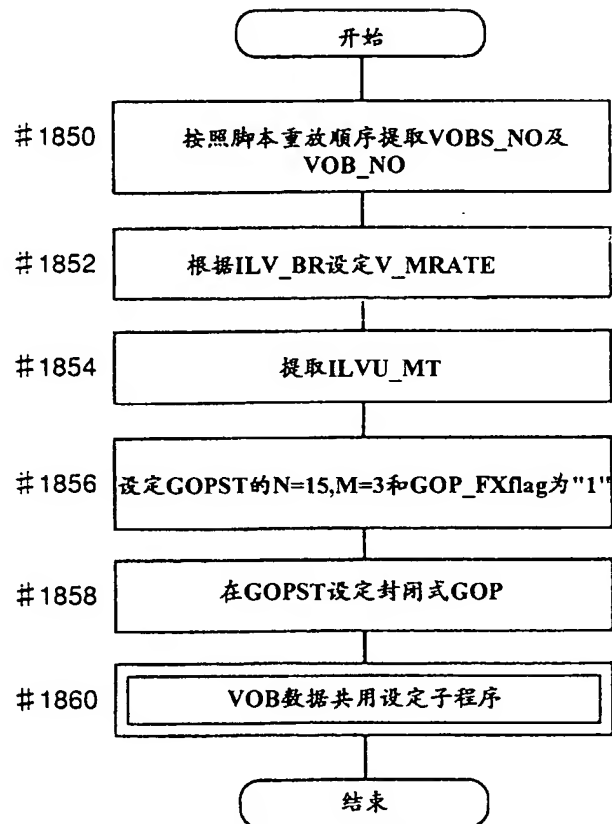 开始
#1850
按照脚本重放顺序提取VOBS_NO及
VOB_NO
#1852
根据ILV_BR设定V_MRATE
#1854
提取ILVU_MT
#1856
设定GOPST的N=15,M=3和GOP_FXflag为"1"
#1858
在GOPST设定封闭式GOP
#1860
VOB数据共用设定子程序
结束